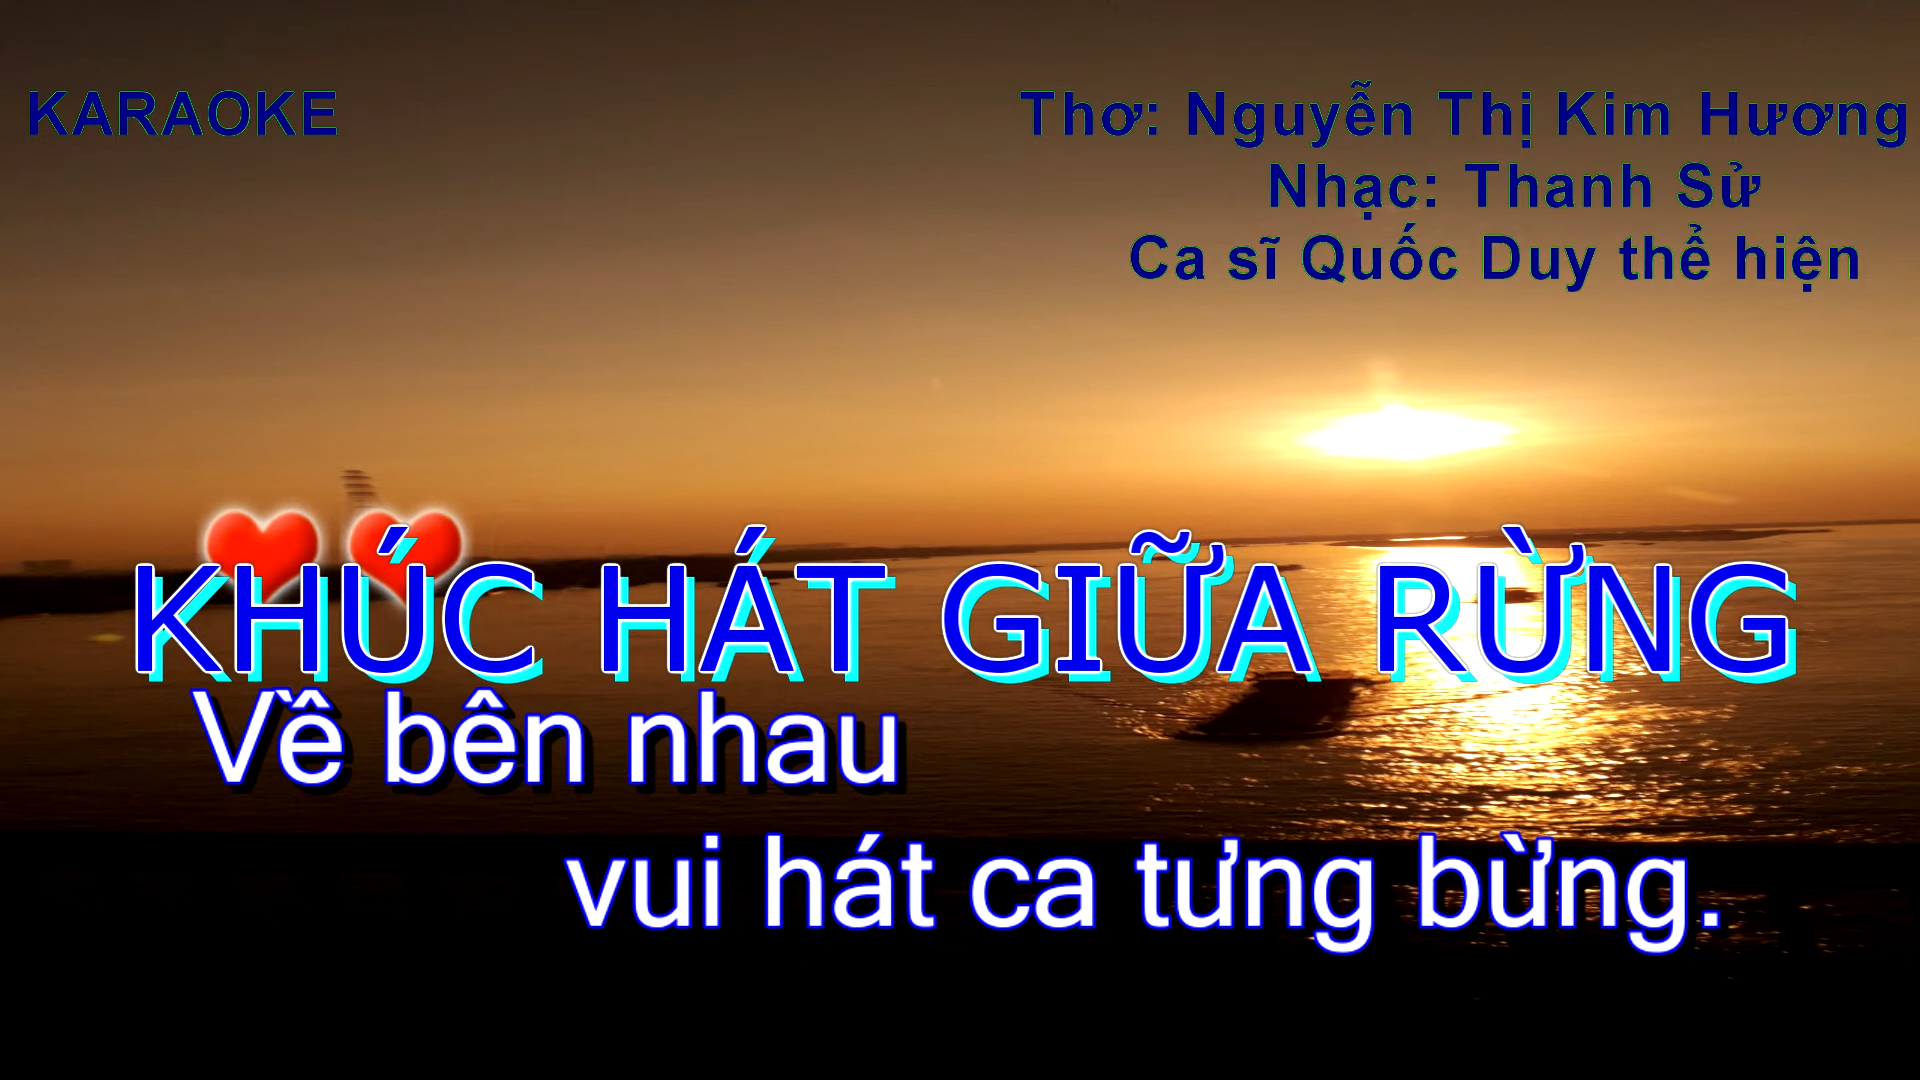 KARAOKE
Thơ: Nguyễn Thị Kim Hương
Nhạc: Thanh Sử
Ca sĩ Quốc Duy thể hiện
KHÚC HÁT GIỮA RỪNG
Về bên nhau
vui hát ca tưng bừng.